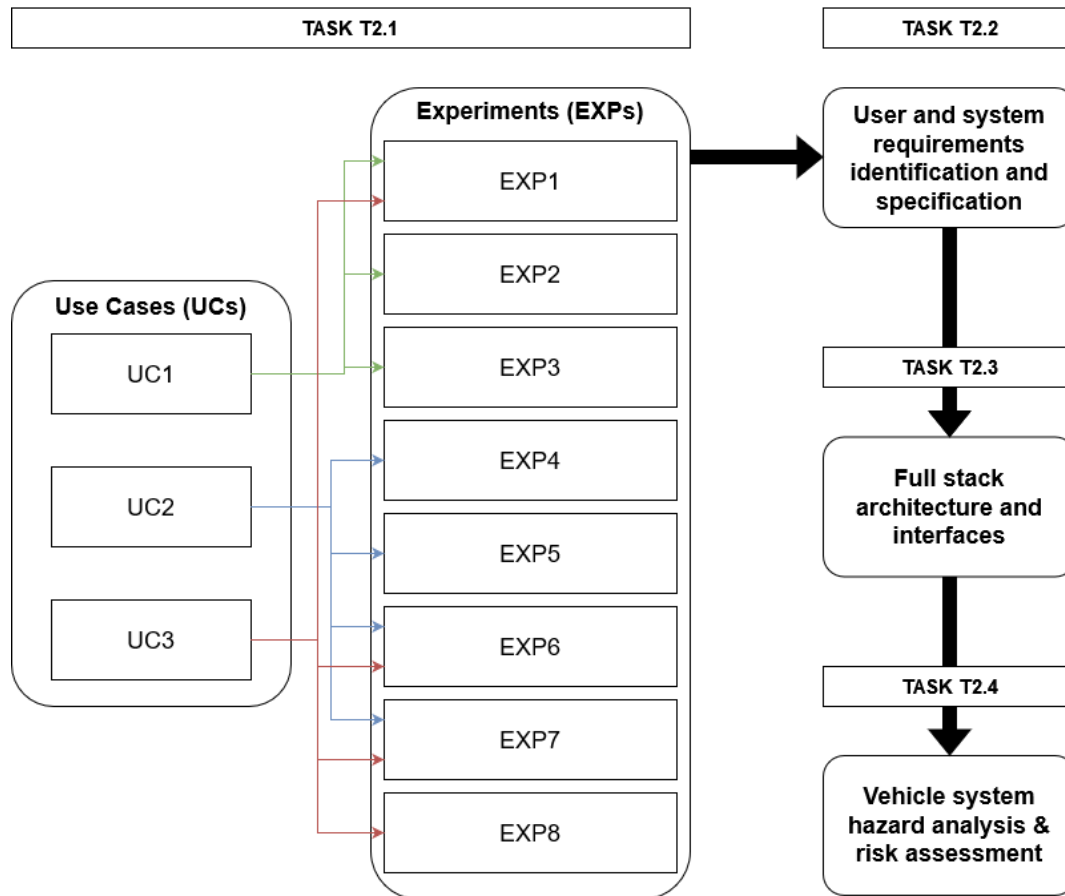 TASK T2.1
TASK T2.2
Experiments (EXPs)
EXP1
EXP2
EXP3
EXP4
EXP5
EXP6
EXP7
EXP8
Use Cases (UCs)
UC1
UC2
UC3
User and system
requirements
identification and
specification
TASK T2.3
Full stack
architecture and
interfaces
TASK T2.4
Vehicle system
hazard analysis &
risk assessment